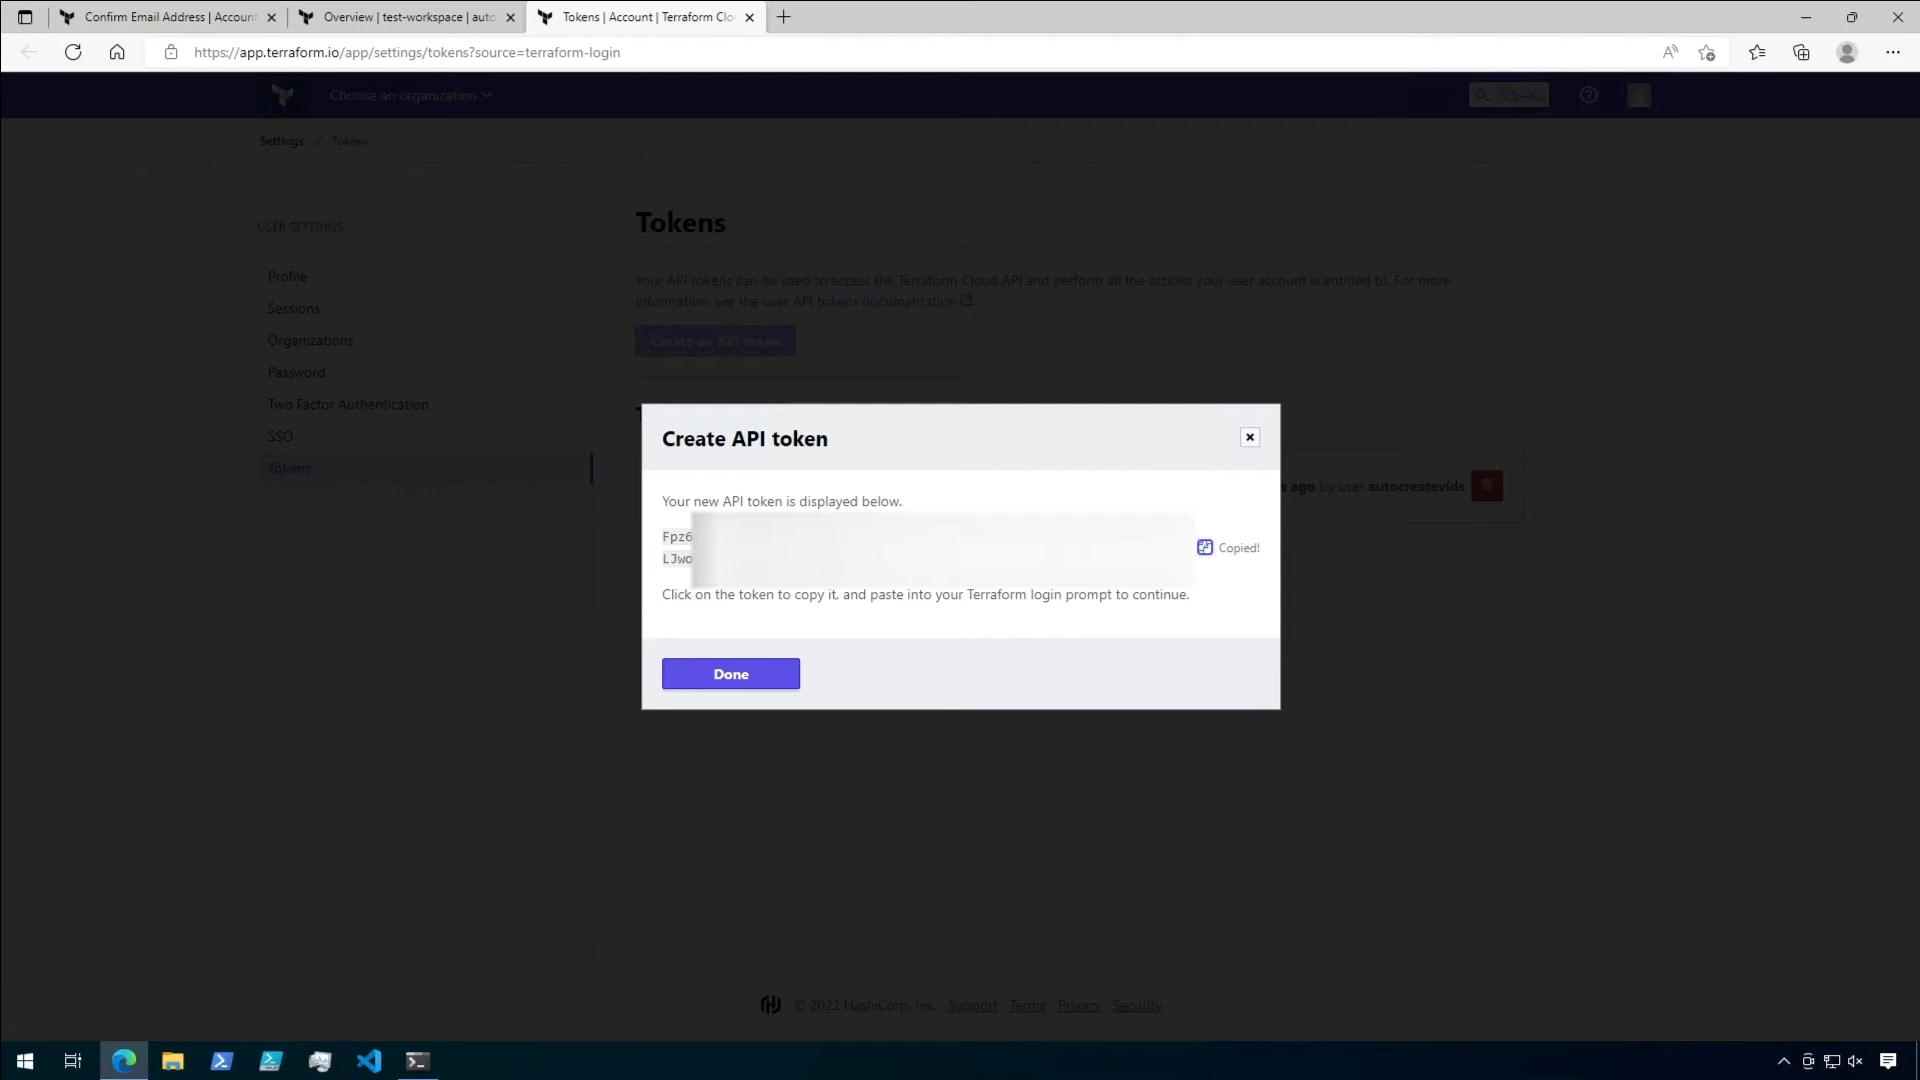 Confirm Email Address | Account
Overview | test-workspace | auto
Tokens | Account | Terraform Clo
https://app.terraform.io/app/settings/tokens?source=terraform-login
Choose an organization
Settings / Tokens
USER SETTINGS
Profile
Sessions
Organizations
Password
Two Factor Authentication
SSO
Tokens
Tokens
Your API tokens can be used to access the Terraform Cloud API and perform all the actions your user account is entitled to. For more
information, see the user API tokens documentation
Create an API token
s ago by user autocreatevids
Create API token
Your new API token is displayed below.
Fpz6
LJwo
Copied!
Click on the token to copy it, and paste into your Terraform login prompt to continue.
Done
© 2022 HashiCorp, Inc. Support Terms Privacy Security